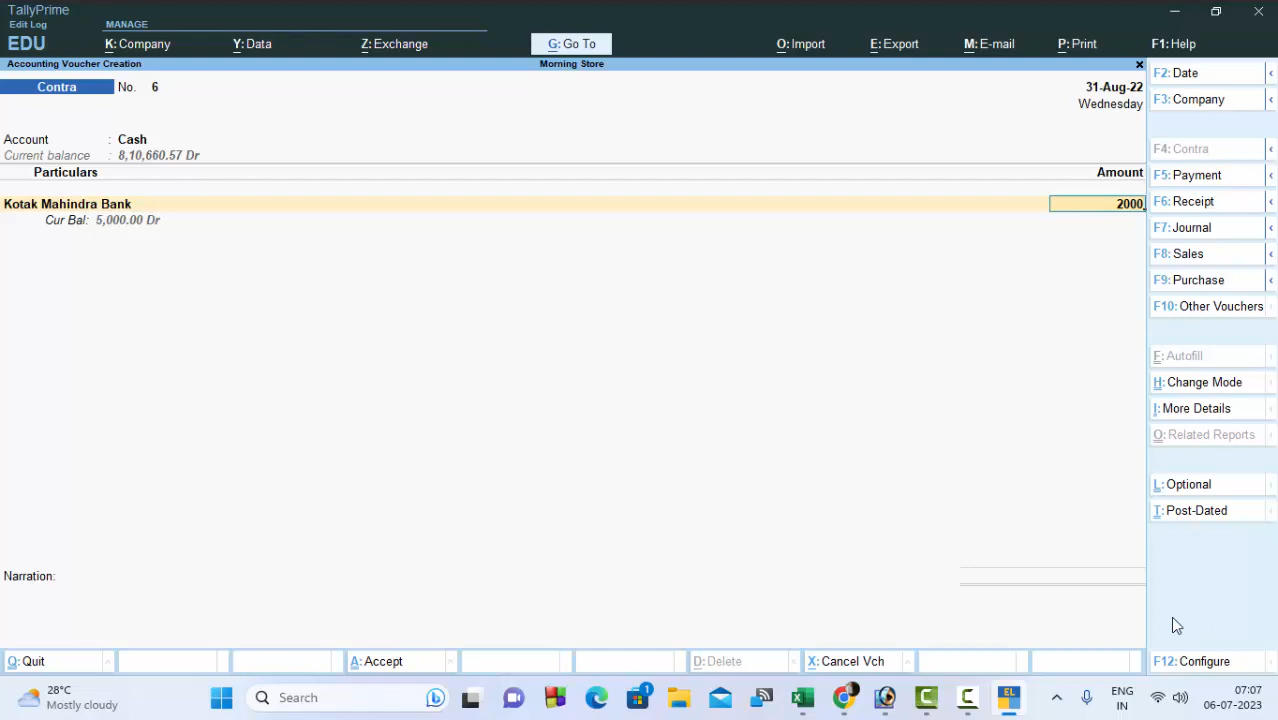 TallyPrime
Edit Log
EDU
MANAGE
K: Company
Y: Data
Z: Exchange
G: Go To
O: Import
E: Export
M: E-mail
P: Print
F1: Help
Accounting Voucher Creation
Morning Store
Contra
No. 6
31-Aug-22
Wednesday
Account : Cash
Current balance : 8,10,660.57 Dr
Particulars
Amount
Kotak Mahindra Bank
2000
Cur Bal: 5,000.00 Dr
Narration:
F2: Date
F3: Company
F4: Contra
F5: Payment
F6: Receipt
F7: Journal
F8: Sales
F9: Purchase
F10: Other Vouchers
F: Autofill
H: Change Mode
I: More Details
O: Related Reports
L: Optional
T: Post-Dated
F12: Configure
Q: Quit
A: Accept
D: Delete
X: Cancel Vch
28°C
Mostly cloudy
Search
1
EL
ENG
IN
07:07
06-07-2023